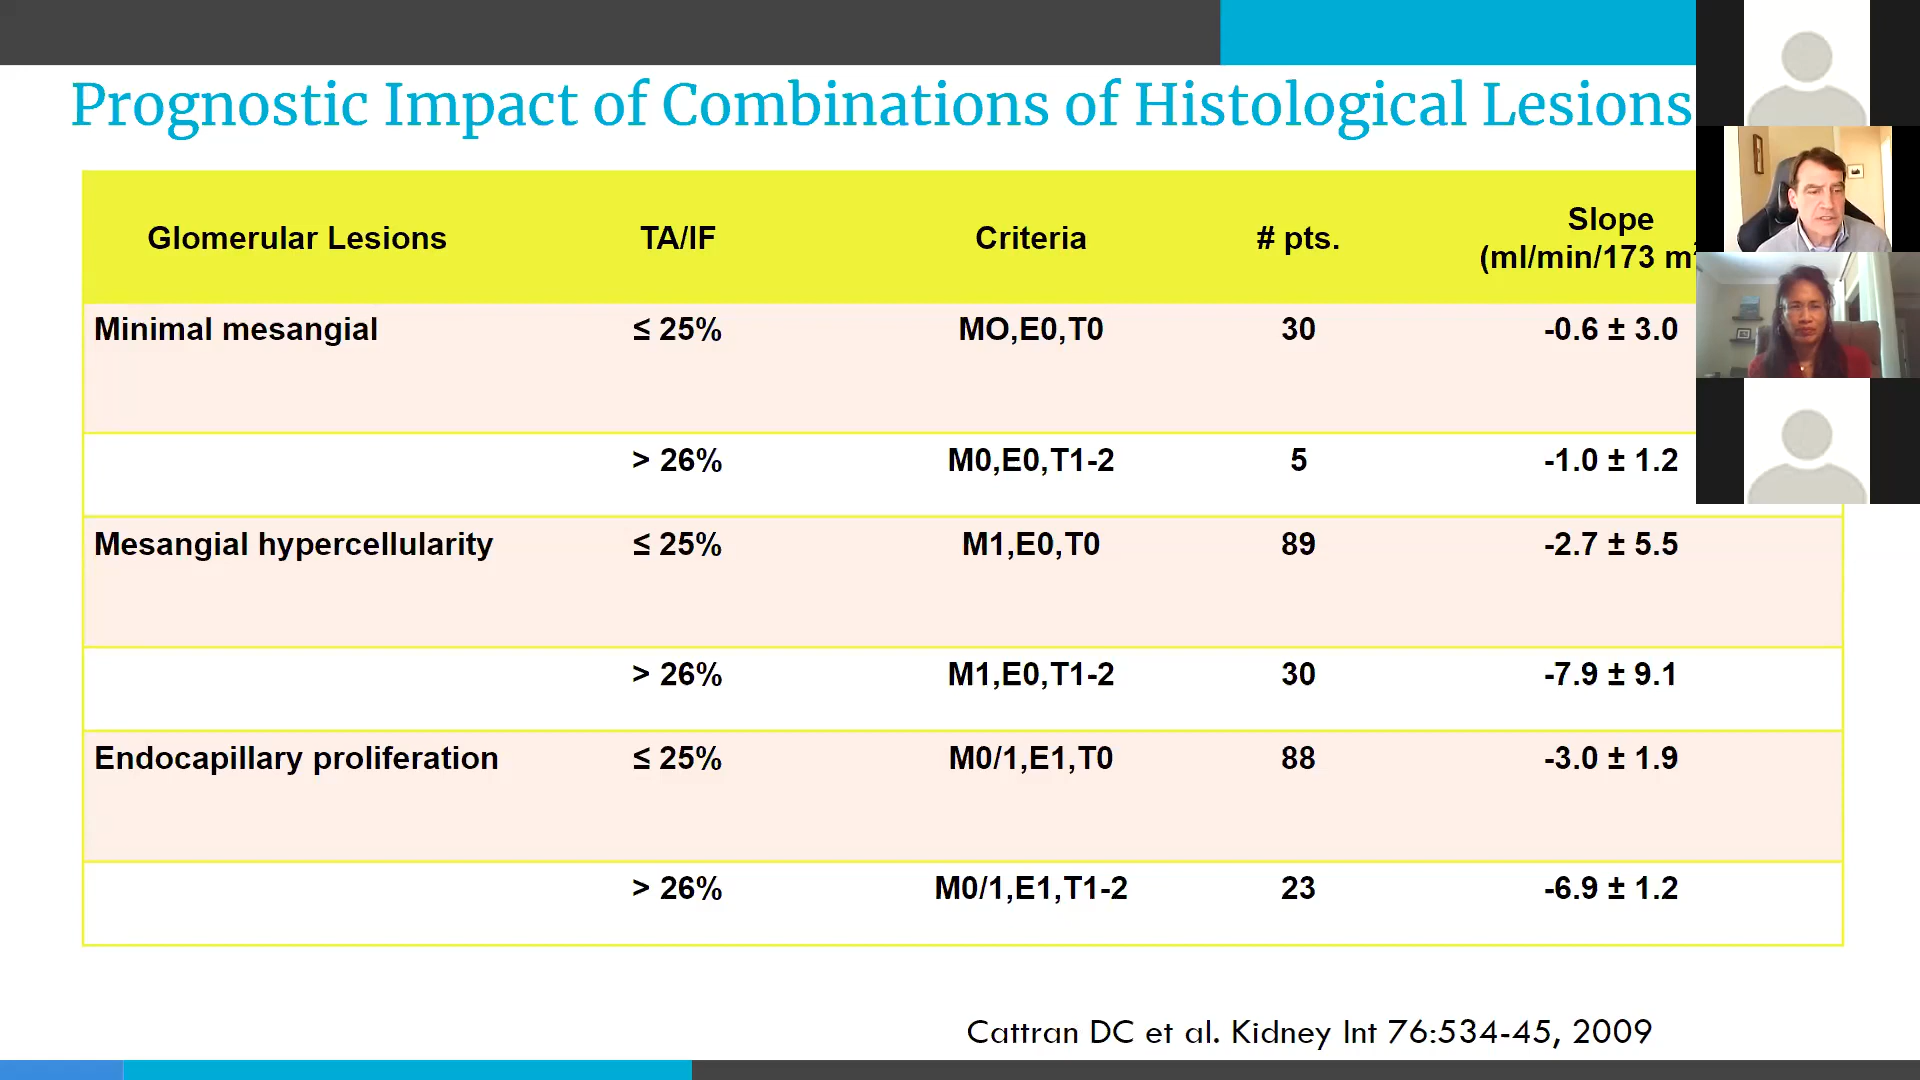 Prognostic Impact of Combinations of Histological Lesions
Glomerular Lesions TA/IF Criteria # pts. Slope
(ml/min/173 m²
Minimal mesangial ≤ 25% MO,E0,T0 30 -0.6 ± 3.0
> 26% M0,E0,T1-2 5 -1.0 ± 1.2
Mesangial hypercellularity ≤ 25% M1,E0,T0 89 -2.7 ± 5.5
> 26% M1,E0,T1-2 30 -7.9 ± 9.1
Endocapillary proliferation ≤ 25% M0/1,E1,T0 88 -3.0 ± 1.9
> 26% M0/1,E1,T1-2 23 -6.9 ± 1.2
Cattran DC et al. Kidney Int 76:534-45, 2009